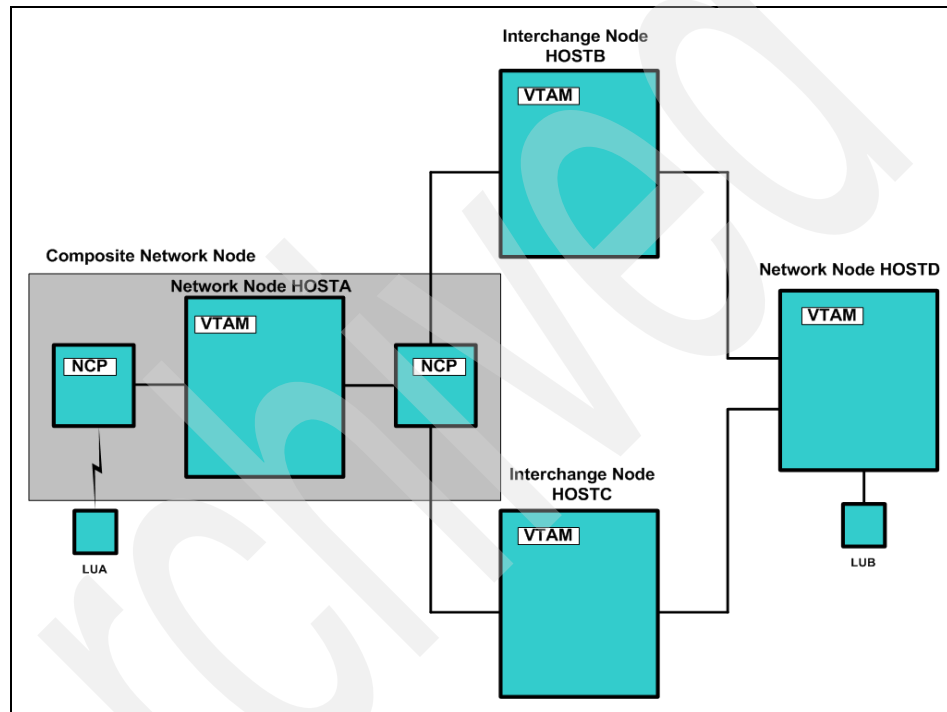 Interchange Node
HOSTB
VTAM
Composite Network Node
Network Node HOSTA
VTAM
NCP
NCP
Network Node HOSTD
VTAM
Interchange Node
HOSTC
VTAM
LUA
LUB
rchived